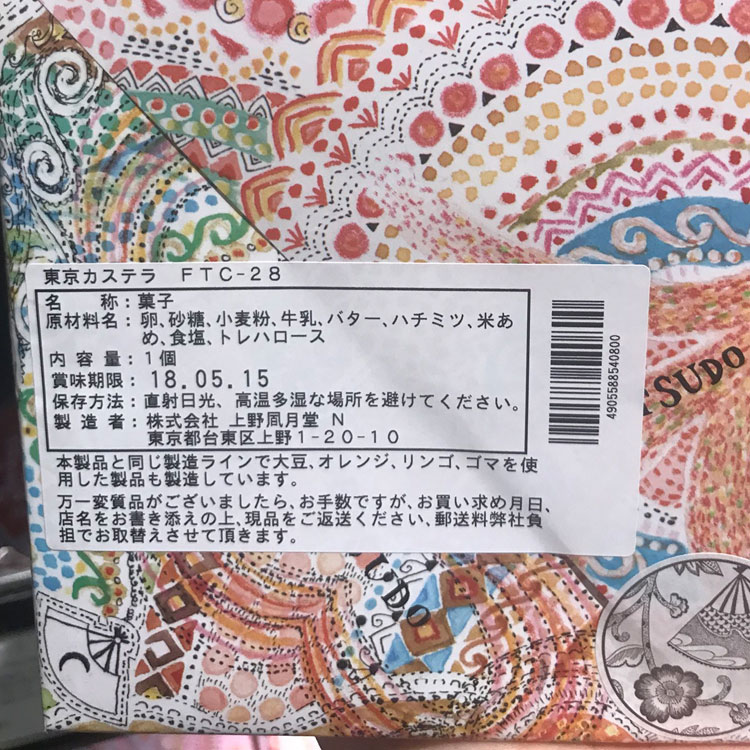 東京カステラ FTC-28
名 称:菓子
原材料名:卵、砂糖、小麦粉、牛乳、バター、ハチミツ、米あ
め、食塩、トレハロース
内容量:1個
賞味期限:18.05.15
保存方法:直射日光、高温多湿な場所を避けてください。
製造者:株式会社 上野凮月堂 N
東京都台東区上野1-20-10
本製品と同じ製造ラインで大豆、オレンジ、リンゴ、ゴマを使
用した製品も製造しています。
万一変質品がございましたら、お手数ですが、お買い求め月日、
店名をお書き添えの上、現品をご返送ください、郵送料弊社負
担でお取替えさせて頂きます。
4905588540800
TSUDO
SUDO